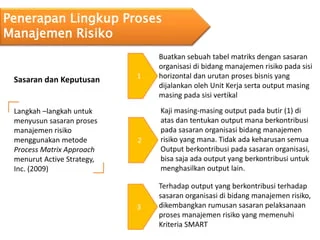 Penerapan Lingkup Proses
Manajemen Risiko
Sasaran dan Keputusan
Langkah –langkah untuk
menyusun sasaran proses
manajemen risiko
menggunakan metode
Process Matrix Approach
menurut Active Strategy,
Inc. (2009)
1
Buatkan sebuah tabel matriks dengan sasaran
organisasi di bidang manajemen risiko pada sisi
horizontal dan urutan proses bisnis yang
dijalankan oleh Unit Kerja serta output masing
masing pada sisi vertikal
2
Kaji masing-masing output pada butir (1) di
atas dan tentukan output mana berkontribusi
pada sasaran organisasi bidang manajemen
risiko yang mana. Tidak ada keharusan semua
Output berkontribusi pada sasaran organisasi,
bisa saja ada output yang berkontribusi untuk
menghasilkan output lain.
3
Terhadap output yang berkontribusi terhadap
sasaran organisasi di bidang manajemen risiko,
dikembangkan rumusan sasaran pelaksanaan
proses manajemen risiko yang memenuhi
Kriteria SMART